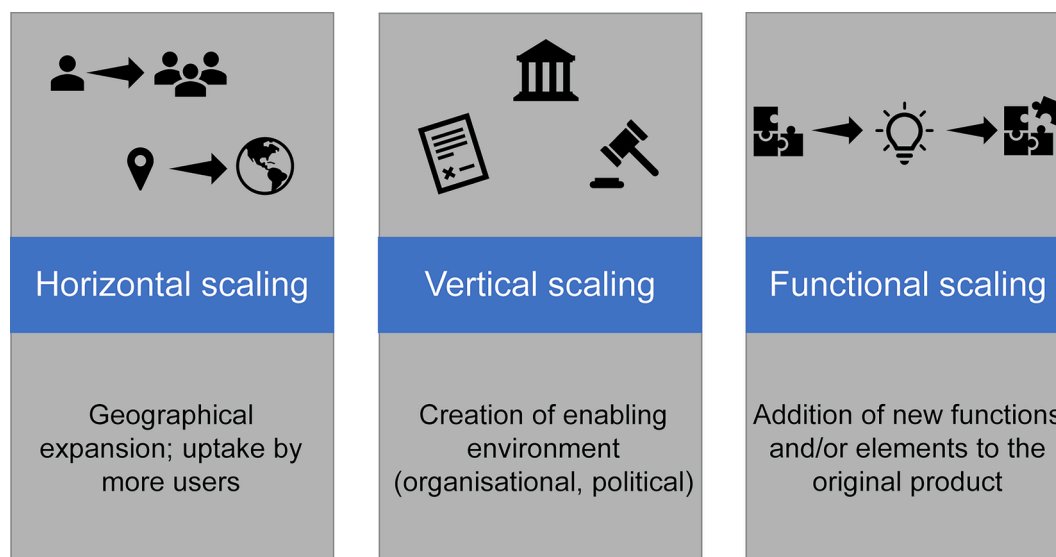 Horizontal scaling
Geographical
expansion; uptake by
more users
Vertical scaling
Creation of enabling
environment
(organisational, political)
Functional scaling
Addition of new functions
and/or elements to the
original product